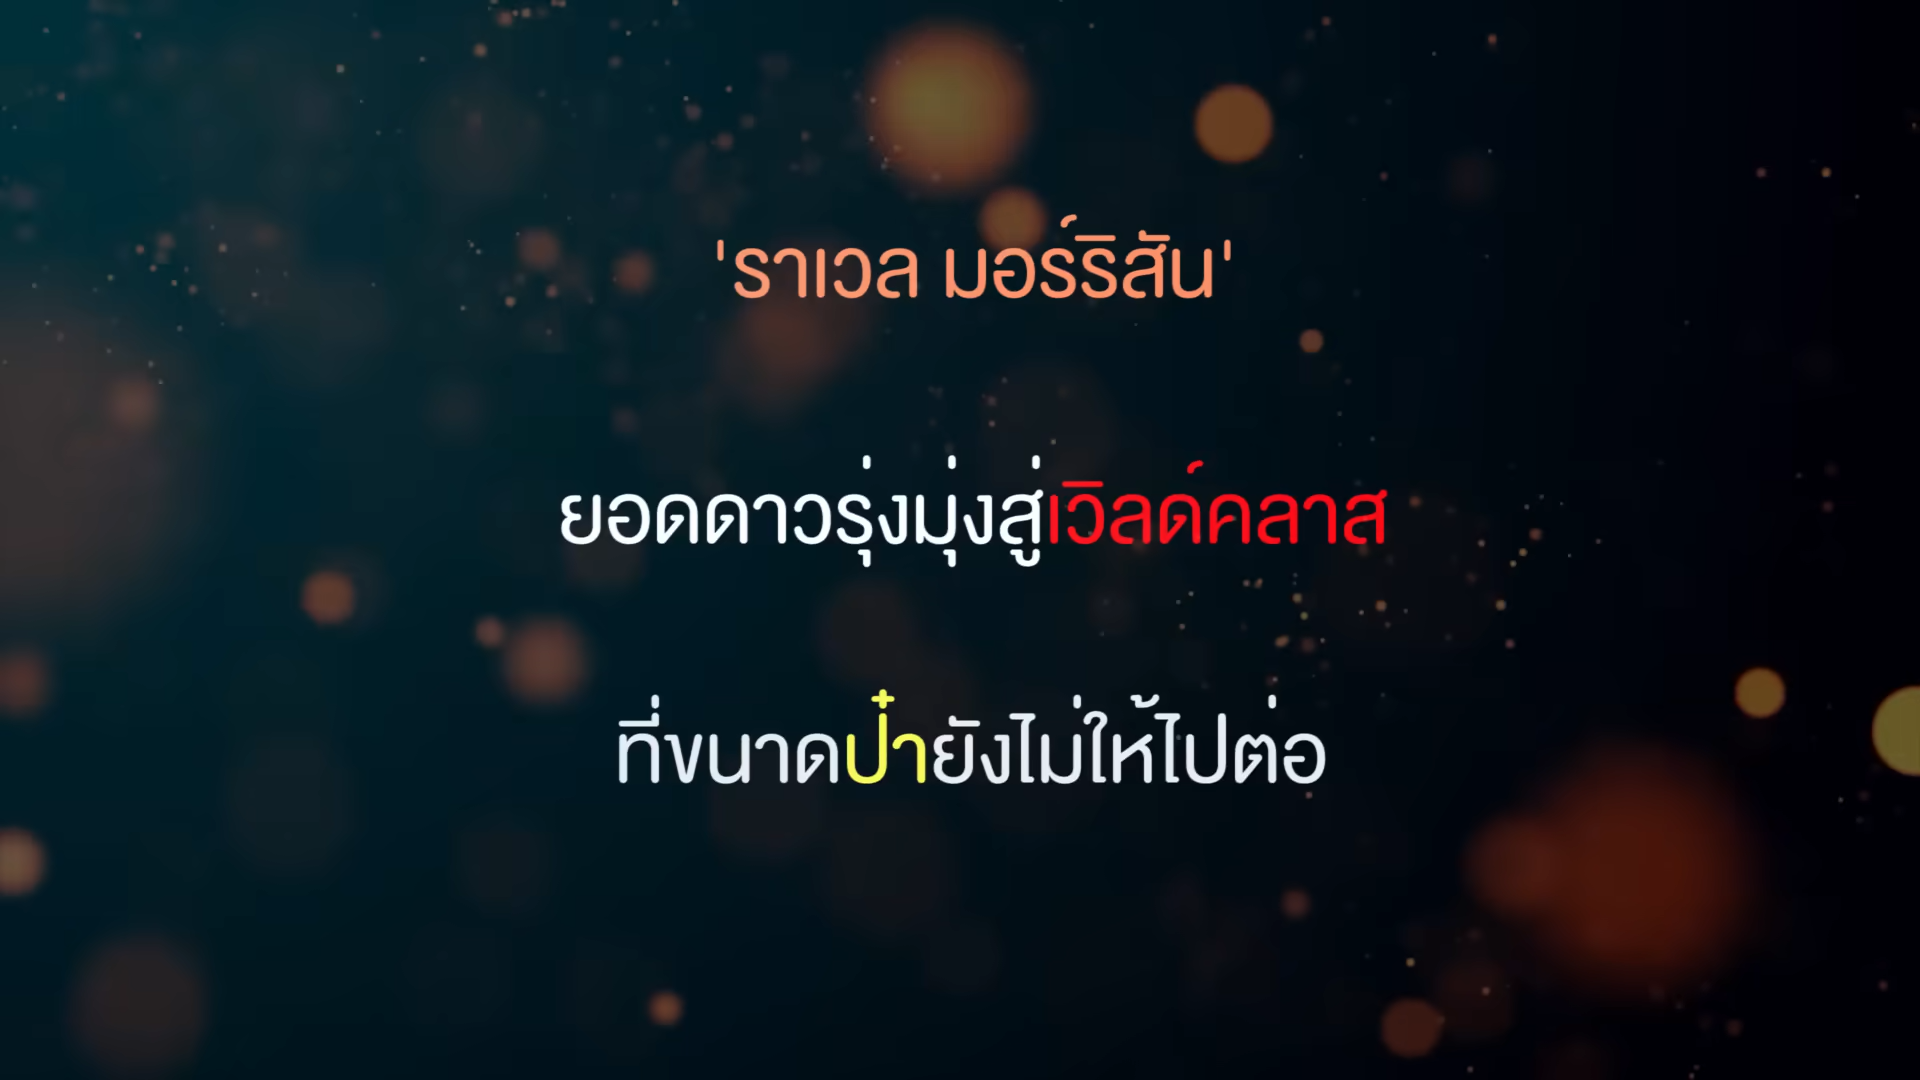 'ราเวล มอร์ริสัน'
ยอดดาวรุ่งมุ่งสู่เวิลด์คลาส
ที่ขนาดป๋ายังไม่ให้ไปต่อ